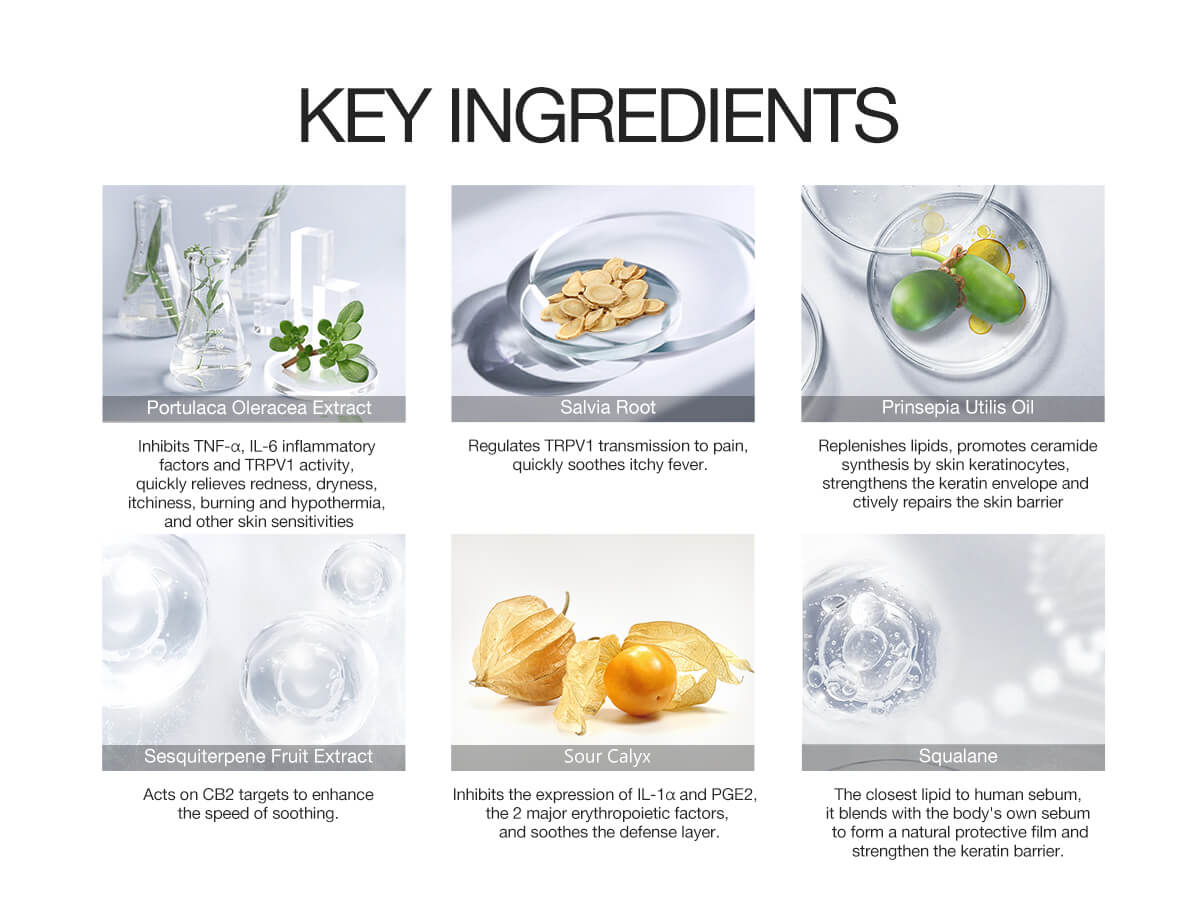 KEY INGREDIENTS
Portulaca Oleracea Extract
Inhibits TNF-α, IL-6 inflammatory
factors and TRPV1 activity,
quickly relieves redness, dryness,
itchiness, burning and hypothermia,
and other skin sensitivities
Salvia Root
Regulates TRPV1 transmission to pain,
quickly soothes itchy fever.
Prinsepia Utilis Oil
Replenishes lipids, promotes ceramide
synthesis by skin keratinocytes,
strengthens the keratin envelope and
ctively repairs the skin barrier
Sesquiterpene Fruit Extract
Acts on CB2 targets to enhance
the speed of soothing.
Sour Calyx
Inhibits the expression of IL-1α and PGE2,
the 2 major erythropoietic factors,
and soothes the defense layer.
Squalane
The closest lipid to human sebum,
it blends with the body's own sebum
to form a natural protective film and
strengthen the keratin barrier.